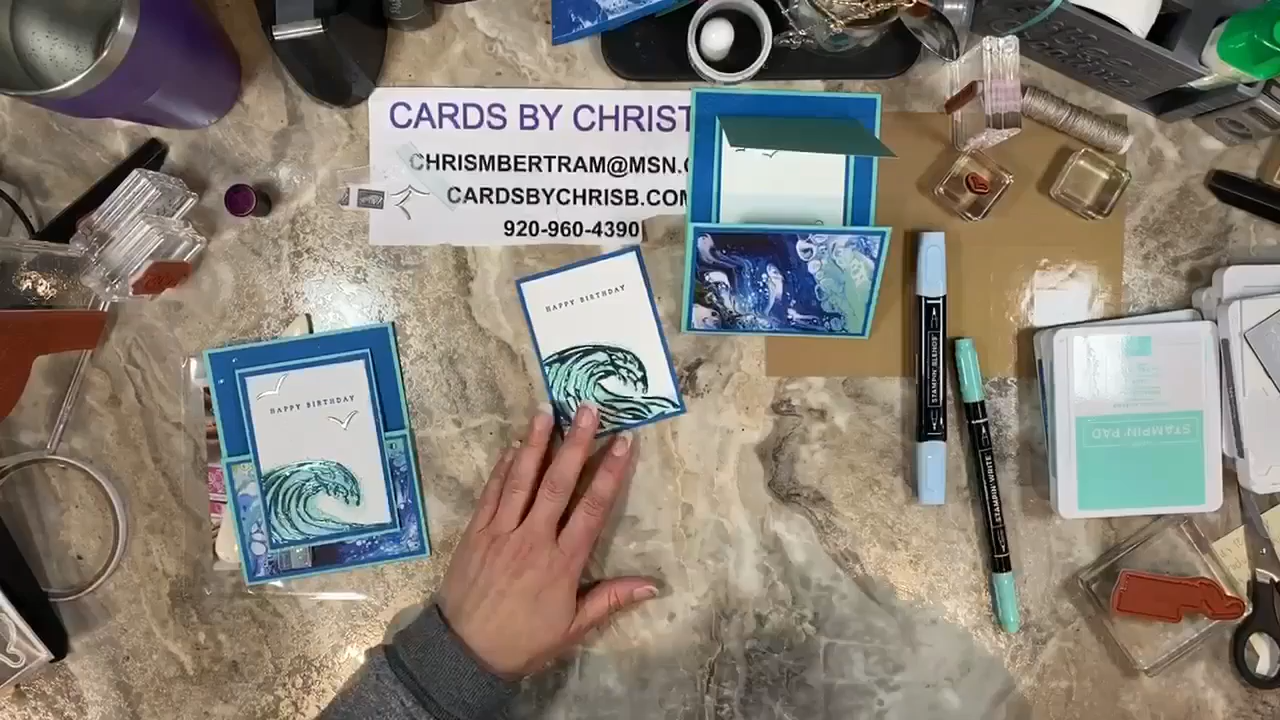 CARDS BY CHRIST
CHRISMBERTRAM@MSN.C
CARDSBYCHRISB.COM
920-960-4390
HAPPY BIRTHDAY
HAPPY BIRTHDAY
STAMPIN' BLENDS
STAMPIN' WRITE
STAMPIN' PAD